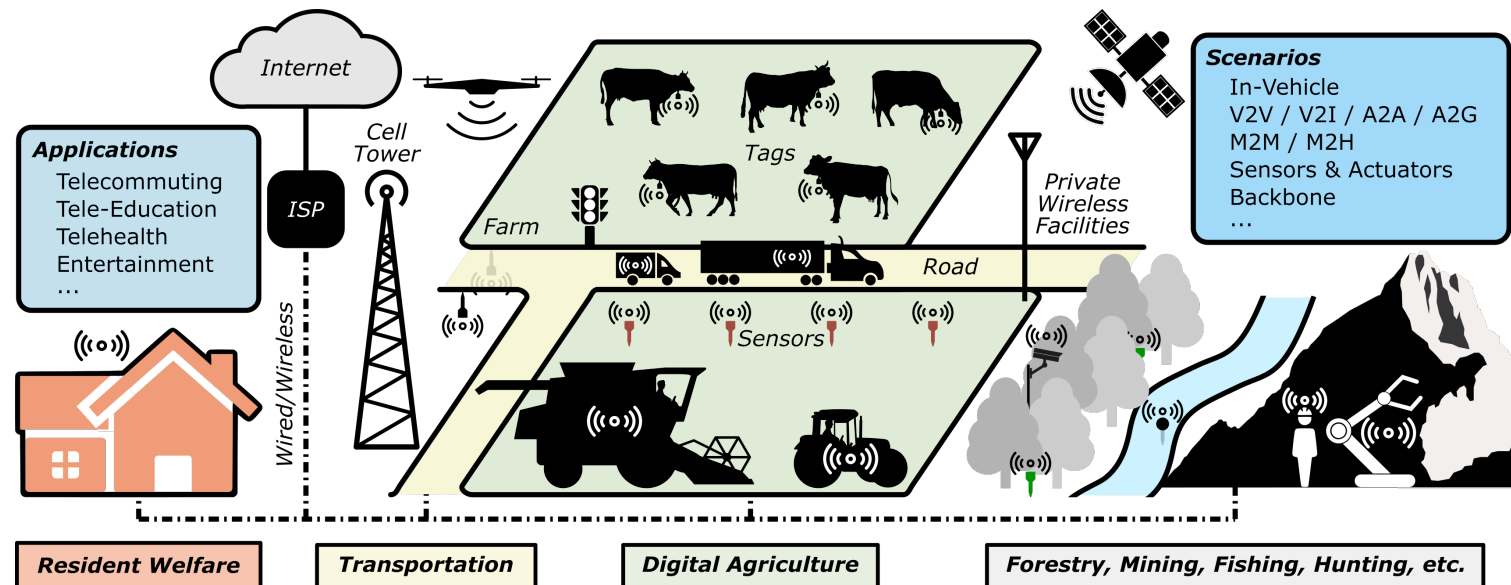 Internet
Applications
Telecommuting
Tele-Education
Telehealth
Entertainment
...
ISP
Wired/Wireless
Cell
Tower
Farm
Tags
Road
Sensors
Private
Wireless
Facilities
Scenarios
In-Vehicle
V2V / V2I / A2A / A2G
M2M / M2H
Sensors & Actuators
Backbone
...
Resident Welfare
Transportation
Digital Agriculture
Forestry, Mining, Fishing, Hunting, etc.